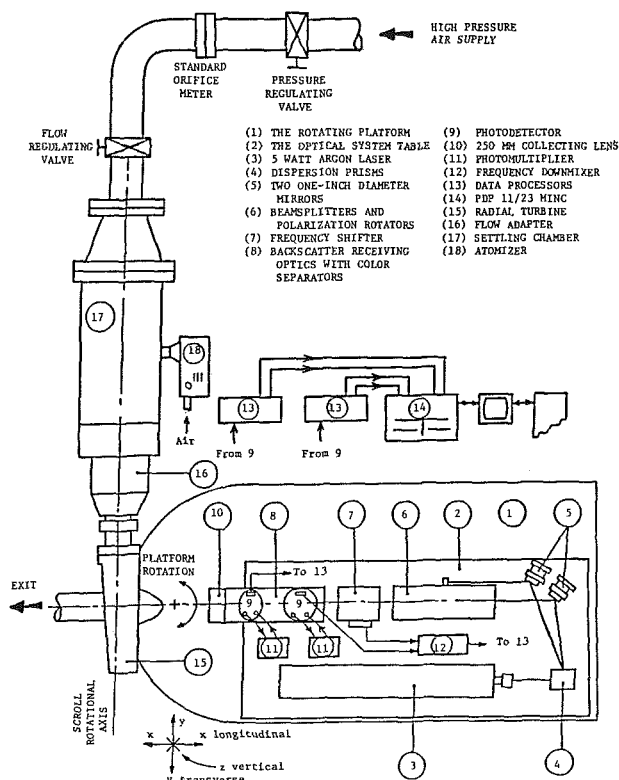 HIGH PRESSURE
AIR SUPPLY
STANDARD
ORIFICE
METER
PRESSURE
REGULATING
VALVE
FLOW
REGULATING
VALVE
(1) THE ROTATING PLATFORM
(2) THE OPTICAL SYSTEM TABLE
(3) 5 WATT ARGON LASER
(4) DISPERSION PRISMS
(5) TWO ONE-INCH DIAMETER
MIRRORS
(6) BEAMSPLITTERS AND
POLARIZATION ROTATORS
(7) FREQUENCY SHIFTER
(8) BACKSCATTER RECEIVING
OPTICS WITH COLOR
SEPARATORS
(9) PHOTODETECTOR
(10) 250 MM COLLECTING LENS
(11) PHOTOMULTIPLIER
(12) FREQUENCY DOWNMIXER
(13) DATA PROCESSORS
(14) PDP 11/23 MINC
(15) RADIAL TURBINE
(16) FLOW ADAPTER
(17) SETTLING CHAMBER
(18) ATOMIZER
17
18
Air
13
13
14
From 9
From 9
16
10
8
7
6
2
1
5
PLATFORM
ROTATION
To 13
EXIT
9
9
11
11
12
To 13
15
SCROLL
ROTATIONAL
AXIS
3
4
y
x
x longitudinal
z vertical
y transverse